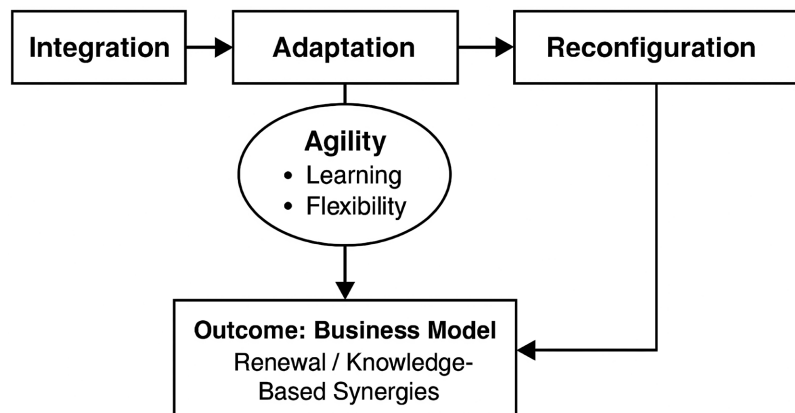 Integration
Adaptation
Reconfiguration
Agility
• Learning
• Flexibility
Outcome: Business Model
Renewal / Knowledge-
Based Synergies